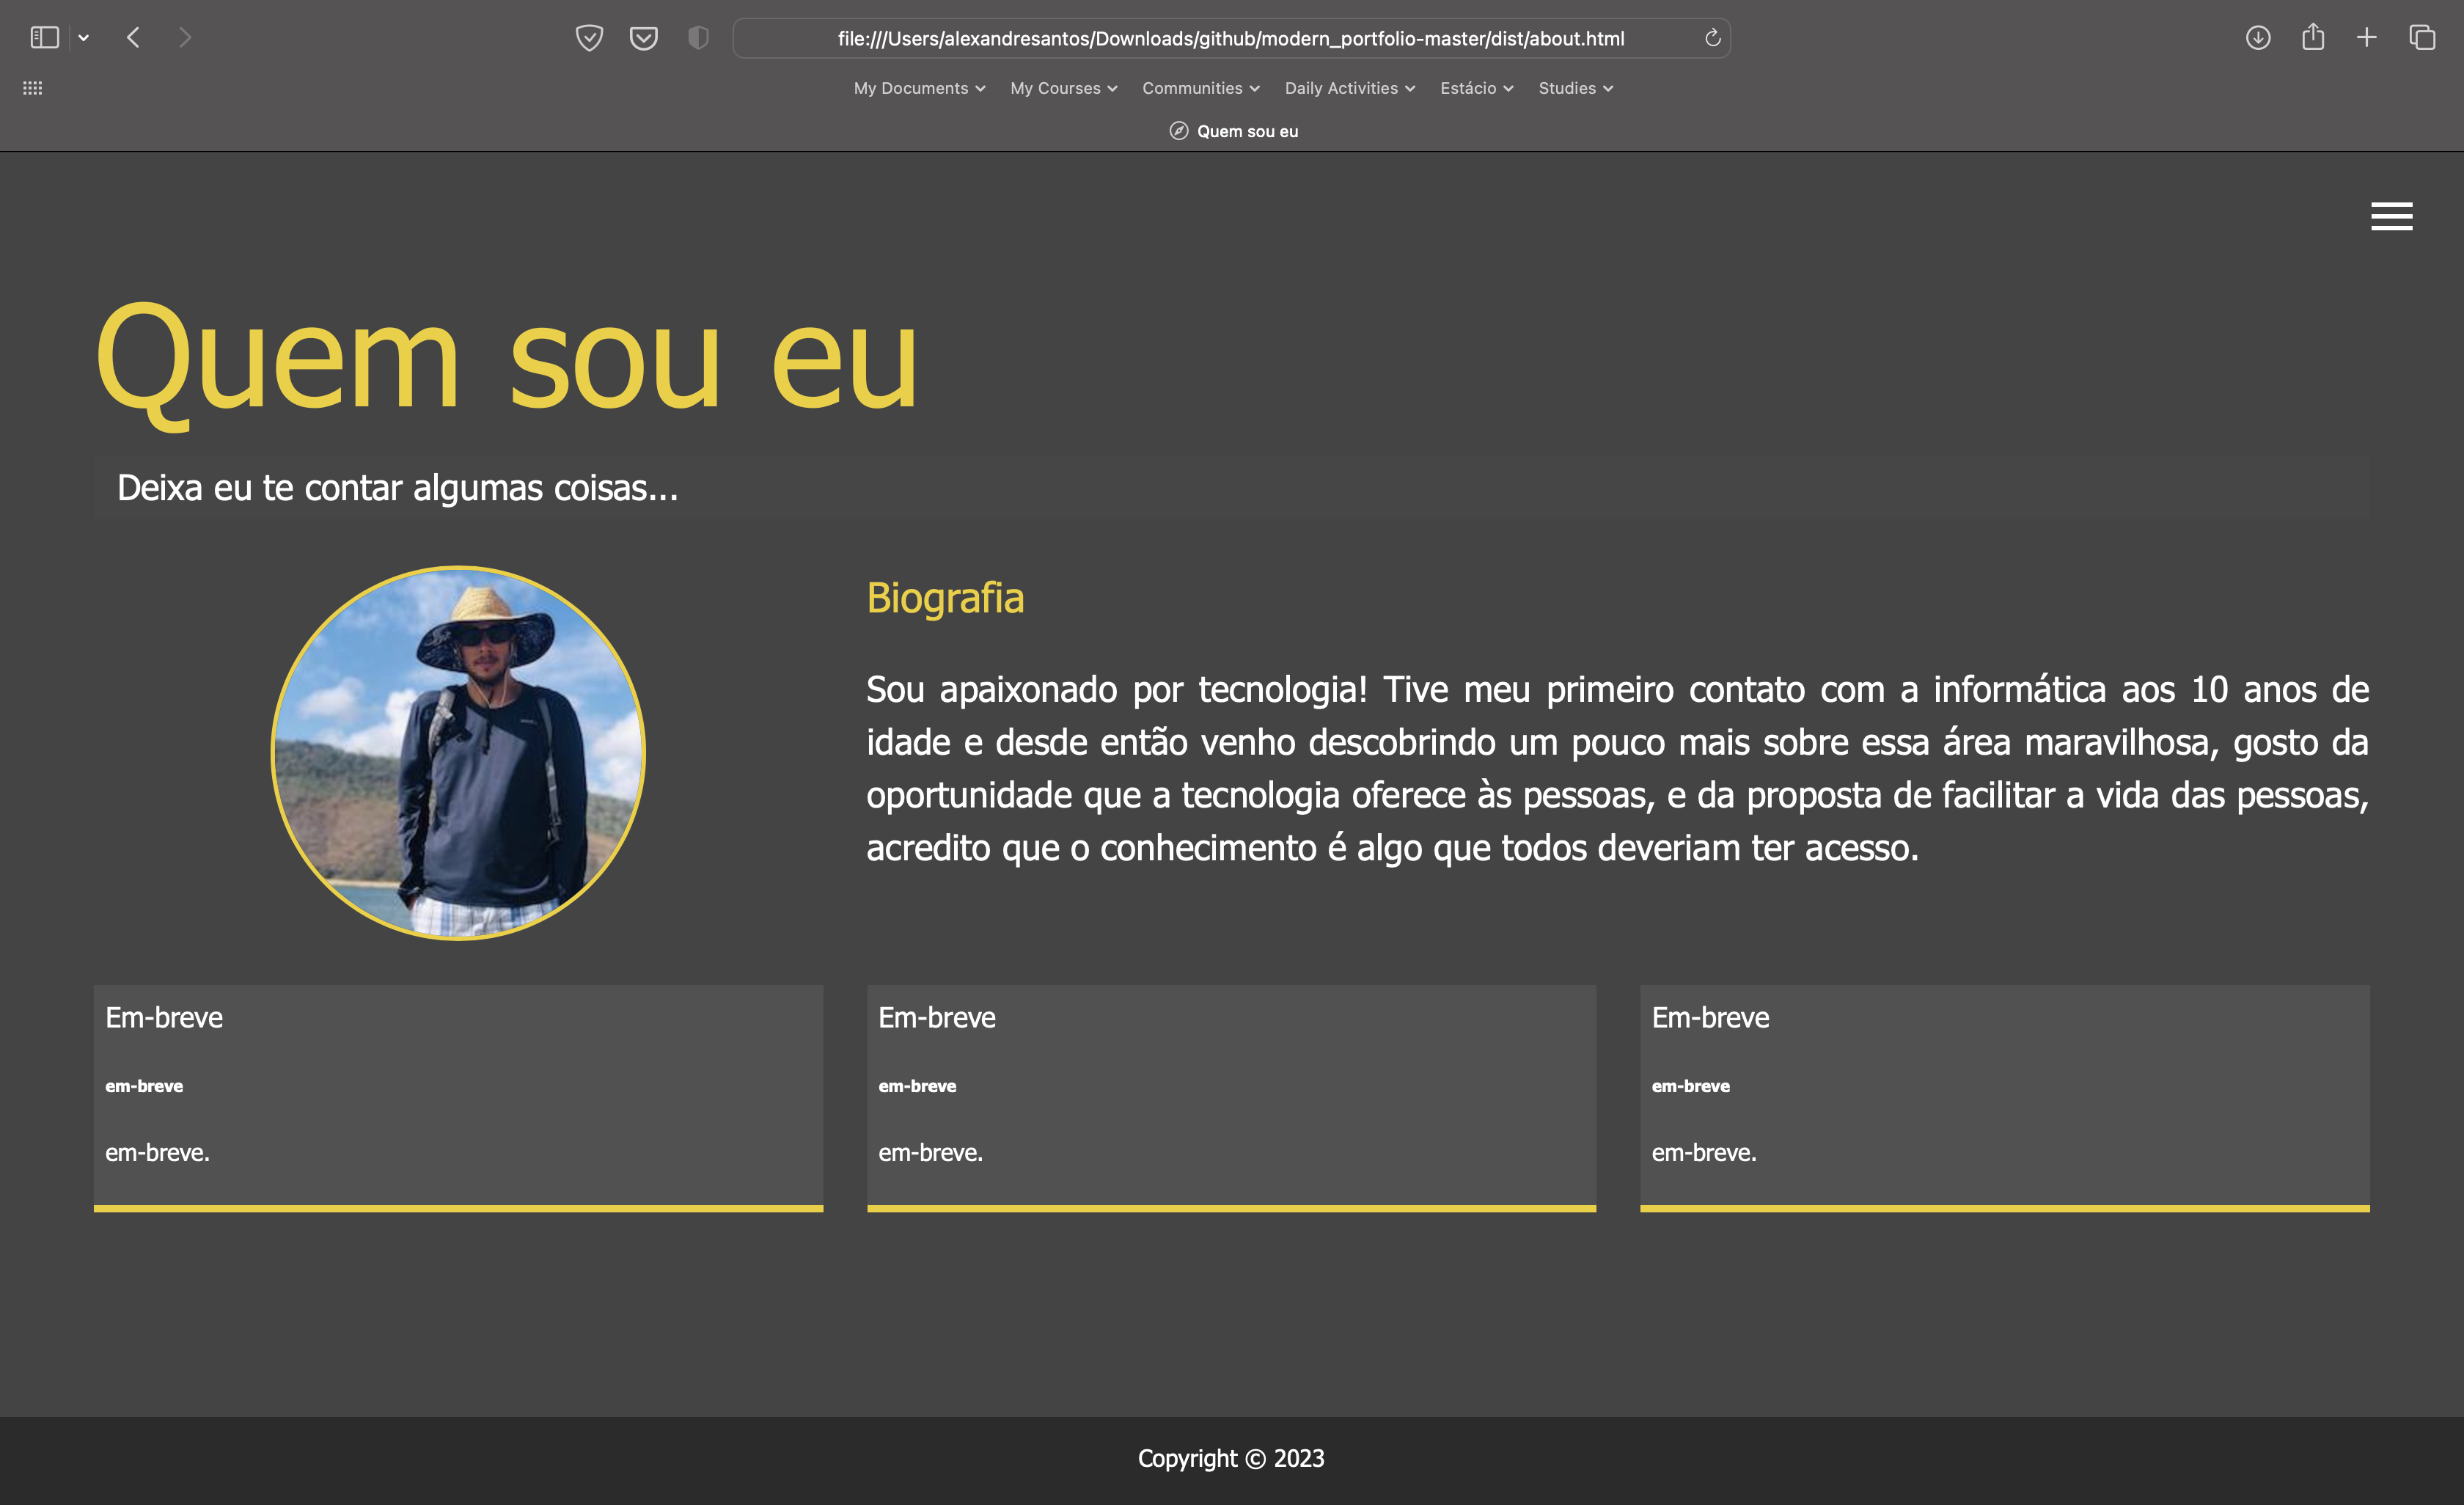 file:///Users/alexandresantos/Downloads/github/modern_portfolio-master/dist/about.html
My Documents My Courses Communities Daily Activities Estácio Studies
Quem sou eu
Quem sou eu
Deixa eu te contar algumas coisas...
Biografia
Sou apaixonado por tecnologia! Tive meu primeiro contato com a informática aos 10 anos de
idade e desde então venho descobrindo um pouco mais sobre essa área maravilhosa, gosto da
oportunidade que a tecnologia oferece às pessoas, e da proposta de facilitar a vida das pessoas,
acredito que o conhecimento é algo que todos deveriam ter acesso.
Em-breve
em-breve
em-breve.
Em-breve
em-breve
em-breve.
Em-breve
em-breve
em-breve.
Copyright © 2023